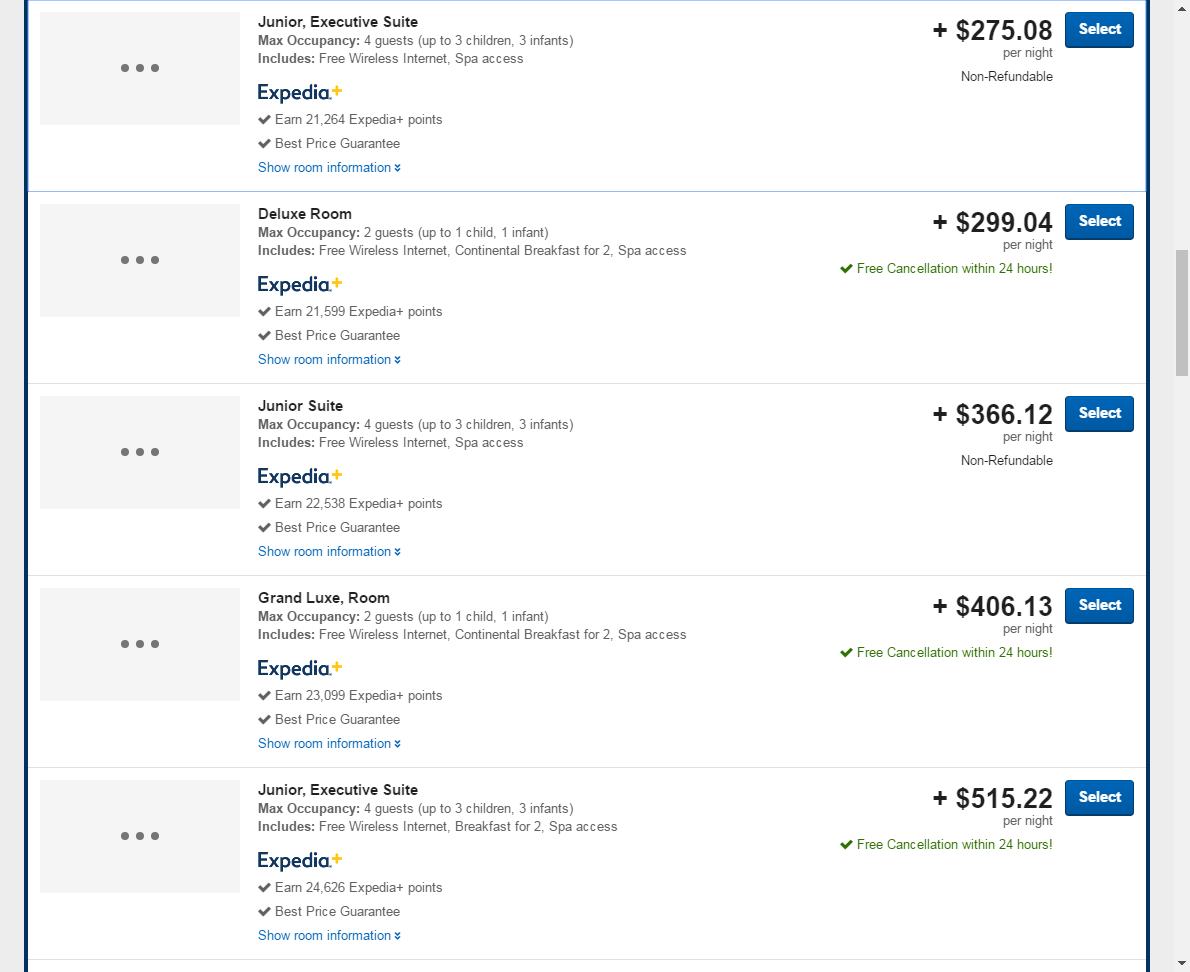 Junior, Executive Suite
Max Occupancy: 4 guests (up to 3 children, 3 infants)
Includes: Free Wireless Internet, Spa access
Expedia+
Earn 21,264 Expedia+ points
Best Price Guarantee
Show room information
+ $275.08
per night
Non-Refundable
Select
Deluxe Room
Max Occupancy: 2 guests (up to 1 child, 1 infant)
Includes: Free Wireless Internet, Continental Breakfast for 2, Spa access
Expedia+
Earn 21,599 Expedia+ points
Best Price Guarantee
Show room information
+ $299.04
per night
Free Cancellation within 24 hours!
Select
Junior Suite
Max Occupancy: 4 guests (up to 3 children, 3 infants)
Includes: Free Wireless Internet, Spa access
Expedia+
Earn 22,538 Expedia+ points
Best Price Guarantee
Show room information
+ $366.12
per night
Non-Refundable
Select
Grand Luxe, Room
Max Occupancy: 2 guests (up to 1 child, 1 infant)
Includes: Free Wireless Internet, Continental Breakfast for 2, Spa access
Expedia+
Earn 23,099 Expedia+ points
Best Price Guarantee
Show room information
+ $406.13
per night
Free Cancellation within 24 hours!
Select
Junior, Executive Suite
Max Occupancy: 4 guests (up to 3 children, 3 infants)
Includes: Free Wireless Internet, Breakfast for 2, Spa access
Expedia+
Earn 24,626 Expedia+ points
Best Price Guarantee
Show room information
+ $515.22
per night
Free Cancellation within 24 hours!
Select